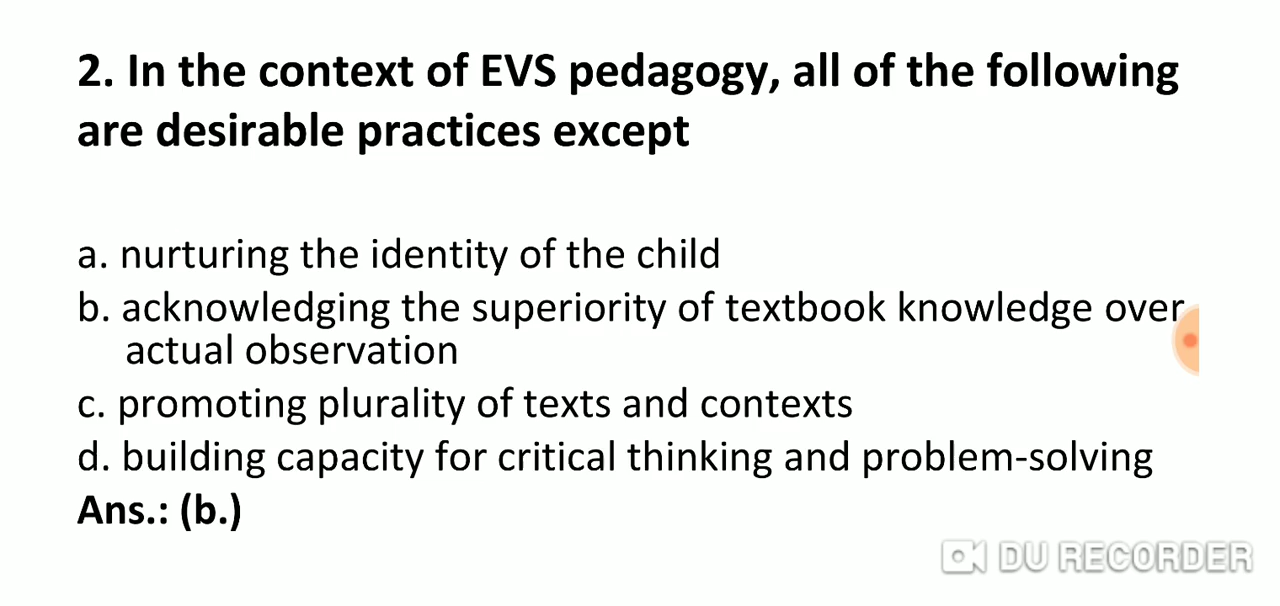 2. In the context of EVS pedagogy, all of the following
are desirable practices except
a. nurturing the identity of the child
b. acknowledging the superiority of textbook knowledge over
actual observation
c. promoting plurality of texts and contexts
d. building capacity for critical thinking and problem-solving
Ans.: (b.)
DU RECORDER